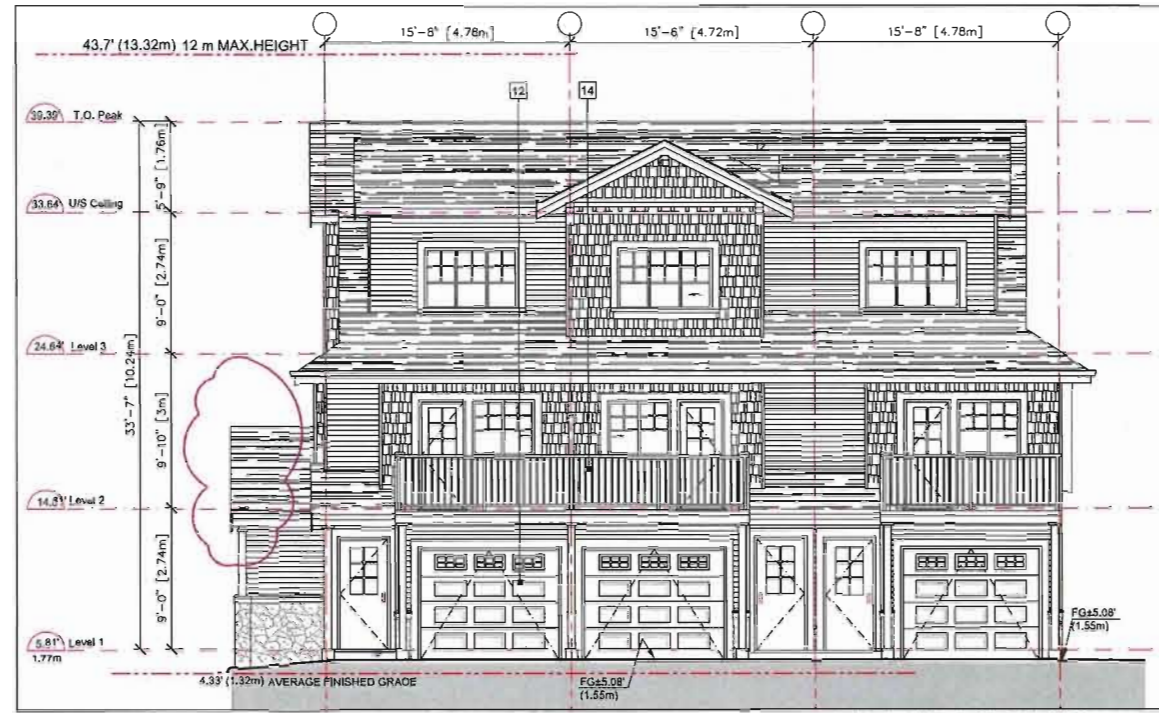 15'-8" [4.78m]
15'-6" [4.72m]
15'-8" [4.78m]
43.7' (13.32m) 12 m MAX.HEIGHT
12
14
39.39' T.O. Peak
5'-9" [1.76m]
12
33.64' U/S Ceiling
9'-0" [2.74m]
24.64' Level 3
33'-7" [10.24m]
9'-10" [3m]
14.81' Level 2
9'-0" [2.74m]
5.81' Level 1
1.77m
FG±5.08'
(1.55m)
4.33' (1.32m) AVERAGE FINISHED GRADE
FG±5.08'
(1.55m)